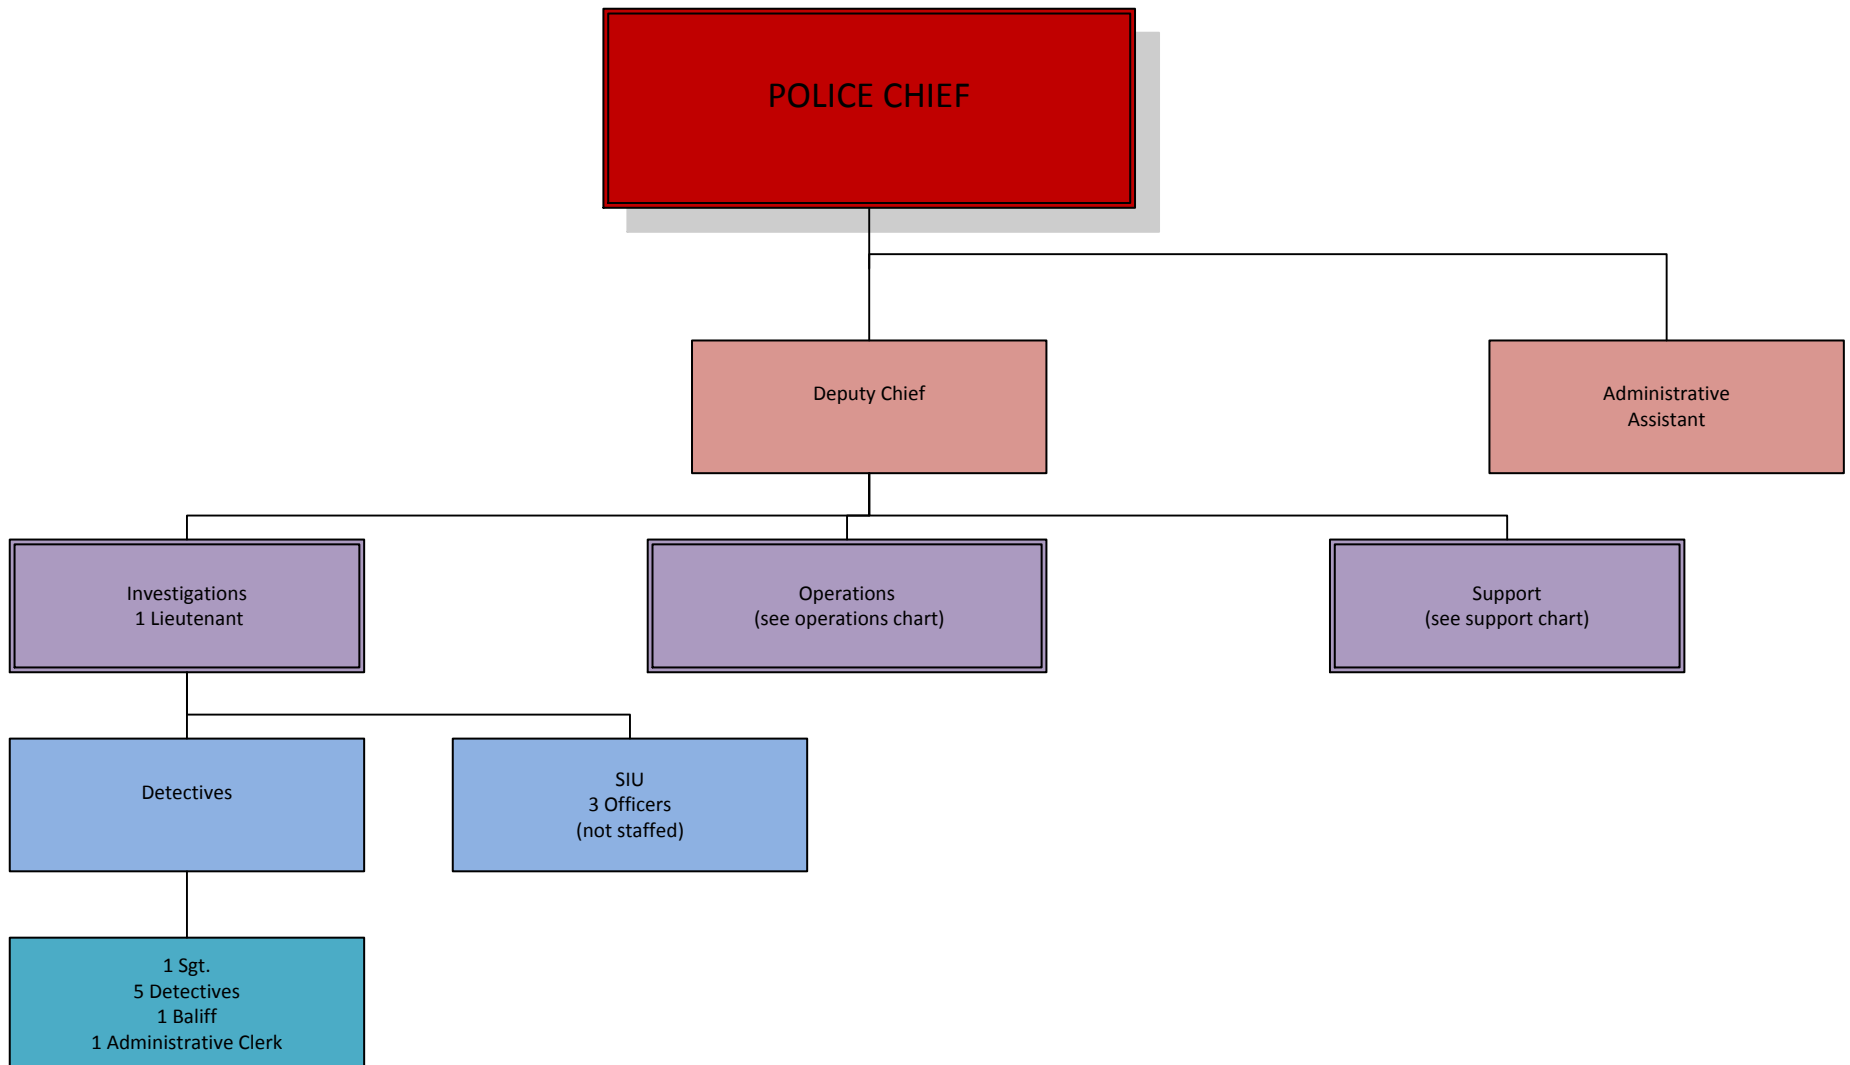 POLICE CHIEF
Deputy Chief
Administrative
Assistant
Investigations
1 Lieutenant
Operations
(see operations chart)
Support
(see support chart)
Detectives
SIU
3 Officers
(not staffed)
1 Sgt.
5 Detectives
1 Baliff
1 Administrative Clerk